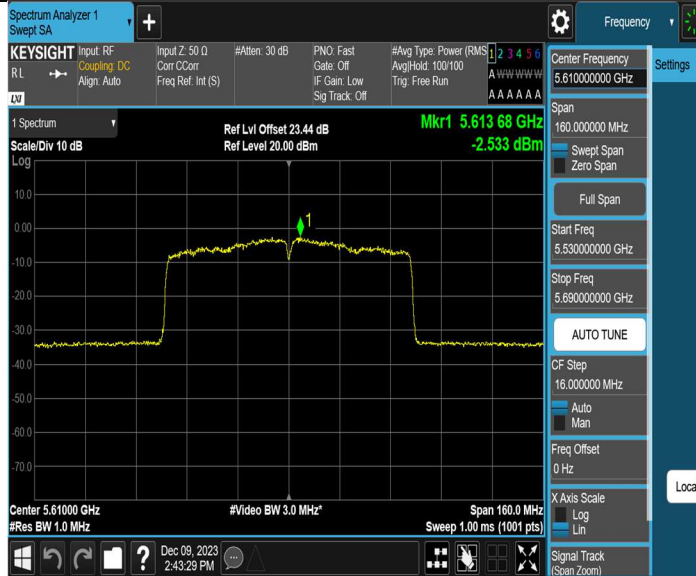 Spectrum Analyzer 1
Swept SA
+
Frequency
KEYSIGHT
RL
LXI
Input: RF
Coupling: DC
Align: Auto
Input Z: 50 Ω
Corr CCorr
Freq Ref: Int (S)
#Atten: 30 dB
PNO: Fast
Gate: Off
IF Gain: Low
Sig Track: Off
#Avg Type: Power (RMS
Avg|Hold: 100/100
Trig: Free Run
1 2 3 4 5 6
A W W W W W
A A A A A A
1 Spectrum
Scale/Div 10 dB
Log
Ref Lvl Offset 23.44 dB
Ref Level 20.00 dBm
Mkr1 5.613 68 GHz
-2.533 dBm
1
10.0
0.00
-10.0
-20.0
-30.0
-40.0
-50.0
-60.0
-70.0
Center 5.61000 GHz
#Res BW 1.0 MHz
#Video BW 3.0 MHz*
Span 160.0 MHz
Sweep 1.00 ms (1001 pts)
?
Dec 09, 2023
2:43:29 PM
Center Frequency
5.610000000 GHz
Span
160.000000 MHz
Swept Span
Zero Span
Full Span
Start Freq
5.530000000 GHz
Stop Freq
5.690000000 GHz
AUTO TUNE
CF Step
16.000000 MHz
Auto
Man
Freq Offset
0 Hz
X Axis Scale
Log
Lin
Signal Track
(Span Zoom)
Settings
Loca